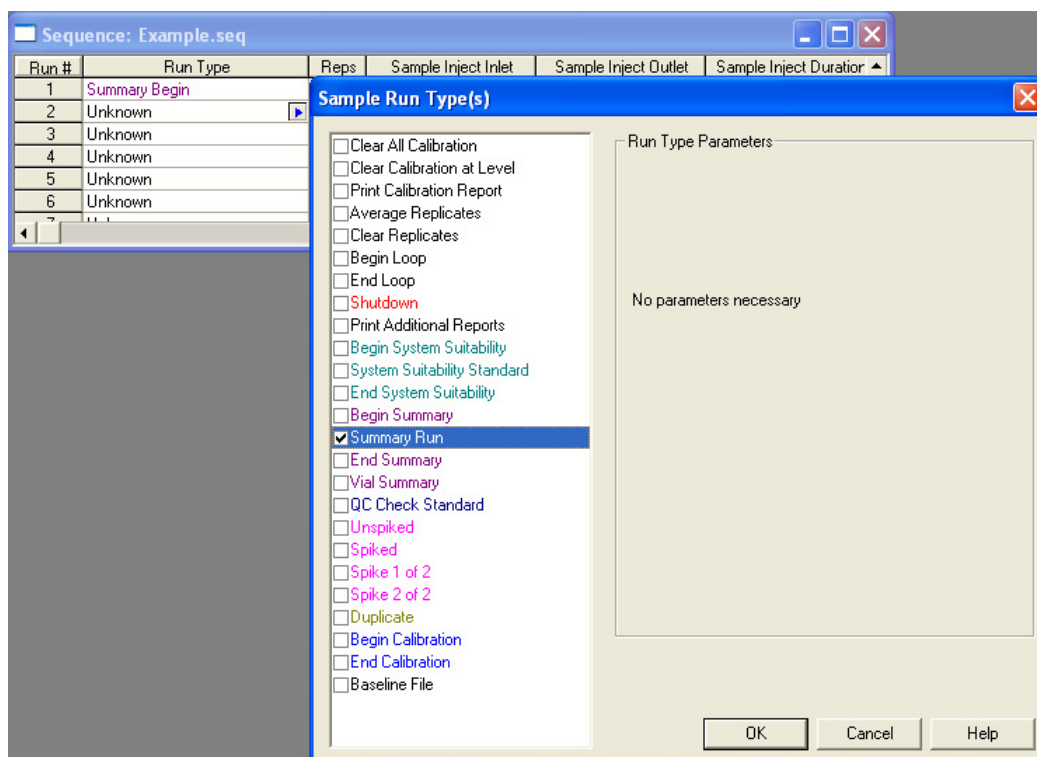 Sequence: Example.seq
Run # Run Type Reps Sample Inject Inlet Sample Inject Outlet Sample Inject Duration
1 Summary Begin
2 Unknown
3 Unknown
4 Unknown
5 Unknown
6 Unknown
7
Sample Run Type(s)
Clear All Calibration
Clear Calibration at Level
Print Calibration Report
Average Replicates
Clear Replicates
Begin Loop
End Loop
Shutdown
Print Additional Reports
Begin System Suitability
System Suitability Standard
End System Suitability
Begin Summary
Summary Run
End Summary
Vial Summary
QC Check Standard
Unspiked
Spiked
Spike 1 of 2
Spike 2 of 2
Duplicate
Begin Calibration
End Calibration
Baseline File
Run Type Parameters
No parameters necessary
OK Cancel Help